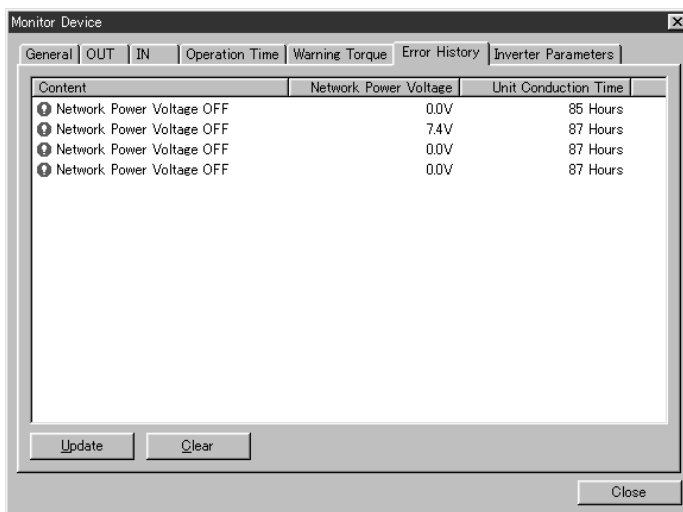 Monitor Device
General OUT IN Operation Time Warning Torque Error History Inverter Parameters
Content Network Power Voltage Unit Conduction Time
Network Power Voltage OFF 0.0V 85 Hours
Network Power Voltage OFF 7.4V 87 Hours
Network Power Voltage OFF 0.0V 87 Hours
Network Power Voltage OFF 0.0V 87 Hours
Update Clear
Close